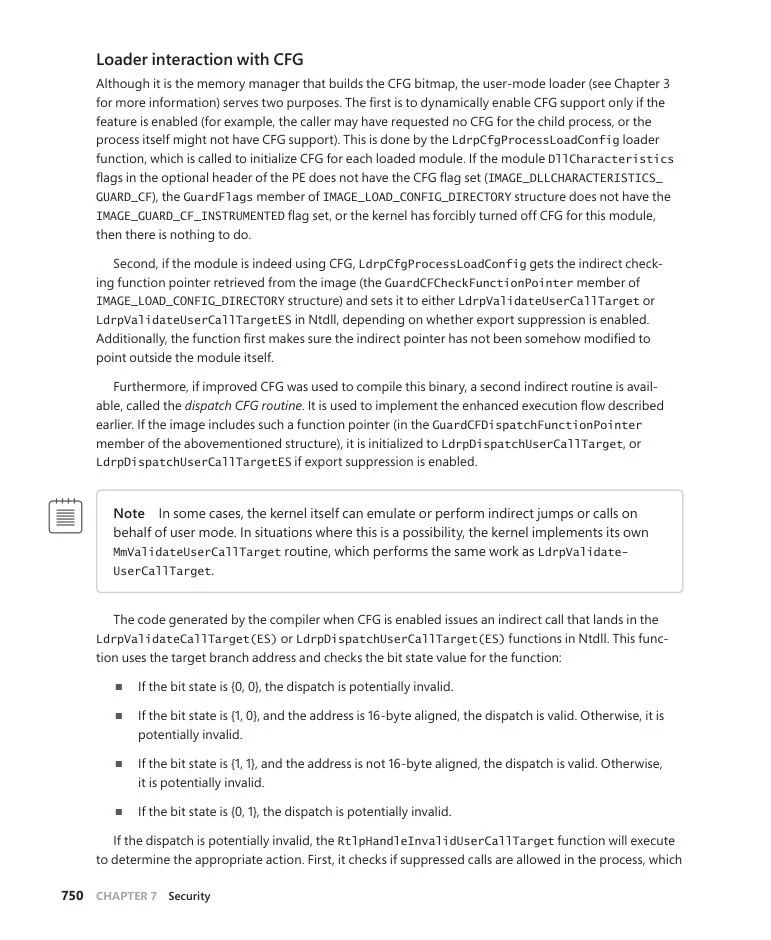 Loader interaction with CFG
Although it is the memory manager that builds the CFG bitmap, the user-mode loader (see Chapter 3
for more information) serves two purposes. The first is to dynamically enable CFG support only if the
feature is enabled (for example, the caller may have requested no CFG for the child process, or the
process itself might not have CFG support). This is done by the LdrpCfgProcessLoadConfig loader
function, which is called to initialize CFG for each loaded module. If the module DllCharacteristics
flags in the optional header of the PE does not have the CFG flag set (IMAGE_DLLCHARACTERISTICS_
GUARD_CF), the GuardFlags member of IMAGE_LOAD_CONFIG_DIRECTORY structure does not have the
IMAGE_GUARD_CF_INSTRUMENTED flag set, or the kernel has forcibly turned off CFG for this module,
then there is nothing to do.
Second, if the module is indeed using CFG, LdrpCfgProcessLoadConfig gets the indirect check-
ing function pointer retrieved from the image (the GuardCFCheckFunctionPointer member of
IMAGE_LOAD_CONFIG_DIRECTORY structure) and sets it to either LdrpValidateUserCallTarget or
LdrpValidateUserCallTargetES in Ntdll, depending on whether export suppression is enabled.
Additionally, the function first makes sure the indirect pointer has not been somehow modified to
point outside the module itself.
Furthermore, if improved CFG was used to compile this binary, a second indirect routine is avail-
able, called the dispatch CFG routine. It is used to implement the enhanced execution flow described
earlier. If the image includes such a function pointer (in the GuardCFDispatchFunctionPointer
member of the abovementioned structure), it is initialized to LdrpDispatchUserCallTarget, or
LdrpDispatchUserCallTargetES if export suppression is enabled.
Note In some cases, the kernel itself can emulate or perform indirect jumps or calls on
behalf of user mode. In situations where this is a possibility, the kernel implements its own
MmValidateUserCallTarget routine, which performs the same work as LdrpValidate-
UserCallTarget.
The code generated by the compiler when CFG is enabled issues an indirect call that lands in the
LdrpValidateCallTarget(ES) or LdrpDispatchUserCallTarget(ES) functions in Ntdll. This func-
tion uses the target branch address and checks the bit state value for the function:
■ If the bit state is {0, 0}, the dispatch is potentially invalid.
■ If the bit state is {1, 0}, and the address is 16-byte aligned, the dispatch is valid. Otherwise, it is
potentially invalid.
■ If the bit state is {1, 1}, and the address is not 16-byte aligned, the dispatch is valid. Otherwise,
it is potentially invalid.
■ If the bit state is {0, 1}, the dispatch is potentially invalid.
If the dispatch is potentially invalid, the RtlpHandleInvalidUserCallTarget function will execute
to determine the appropriate action. First, it checks if suppressed calls are allowed in the process, which
750 CHAPTER 7 Security